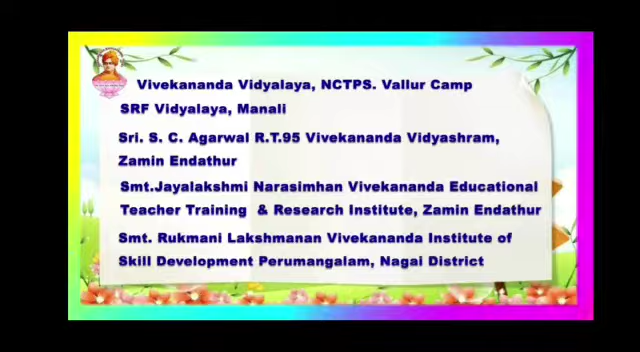 Vivekananda Vidyalaya, NCTPS. Vallur Camp
SRF Vidyalaya, Manali
Sri. S. C. Agarwal R.T.95 Vivekananda Vidyashram,
Zamin Endathur
Smt.Jayalakshmi Narasimhan Vivekananda Educational
Teacher Training & Research Institute, Zamin Endathur
Smt. Rukmani Lakshmanan Vivekananda Institute of
Skill Development Perumangalam, Nagai District